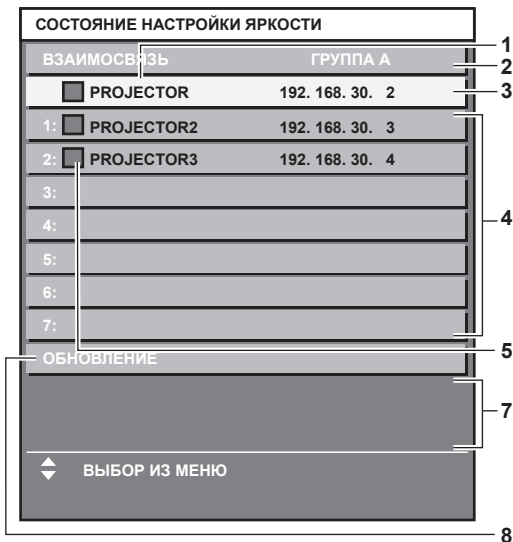 СОСТОЯНИЕ НАСТРОЙКИ ЯРКОСТИ
ВЗАИМОСВЯЗЬ ГРУППА A
PROJECTOR 192. 168. 30. 2
1: PROJECTOR2 192. 168. 30. 3
2: PROJECTOR3 192. 168. 30. 4
3:
4:
5:
6:
7:
ОБНОВЛЕНИЕ
ВЫБОР ИЗ МЕНЮ
1
2
3
4
5
7
8